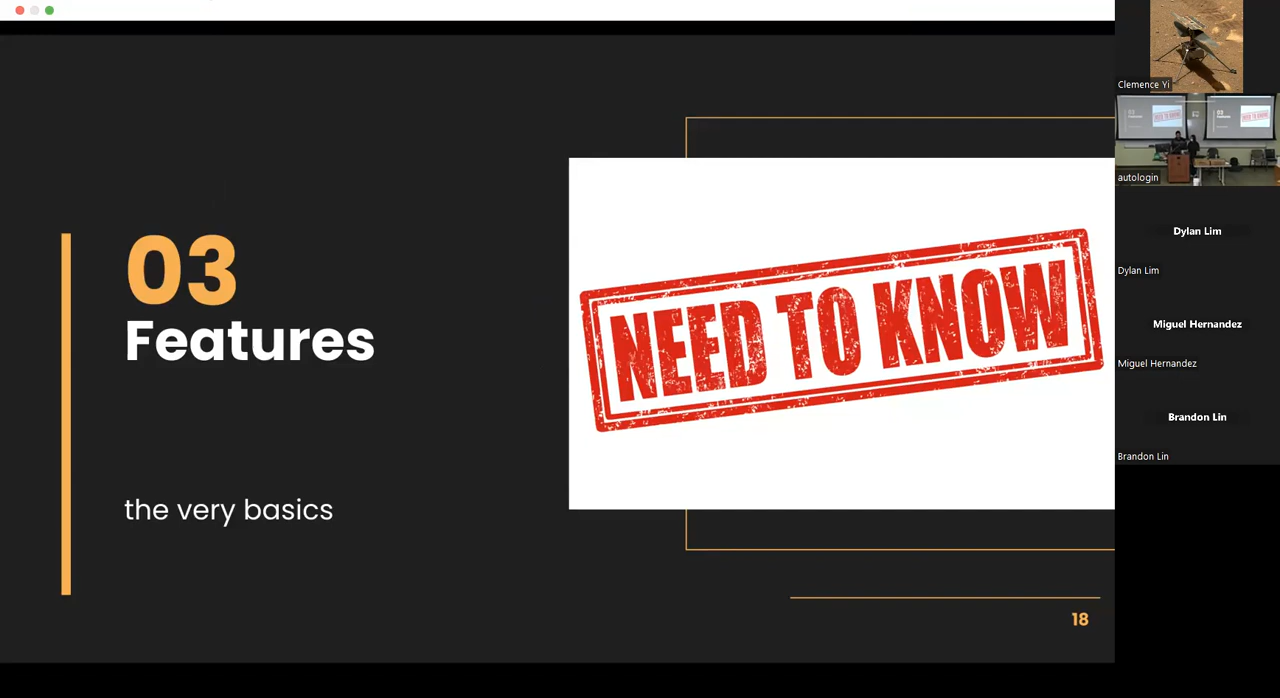 03
Features
the very basics
NEED TO KNOW
18
Clemence Yi
autologin
Dylan Lim
Dylan Lim
Miguel Hernandez
Miguel Hernandez
Brandon Lin
Brandon Lin